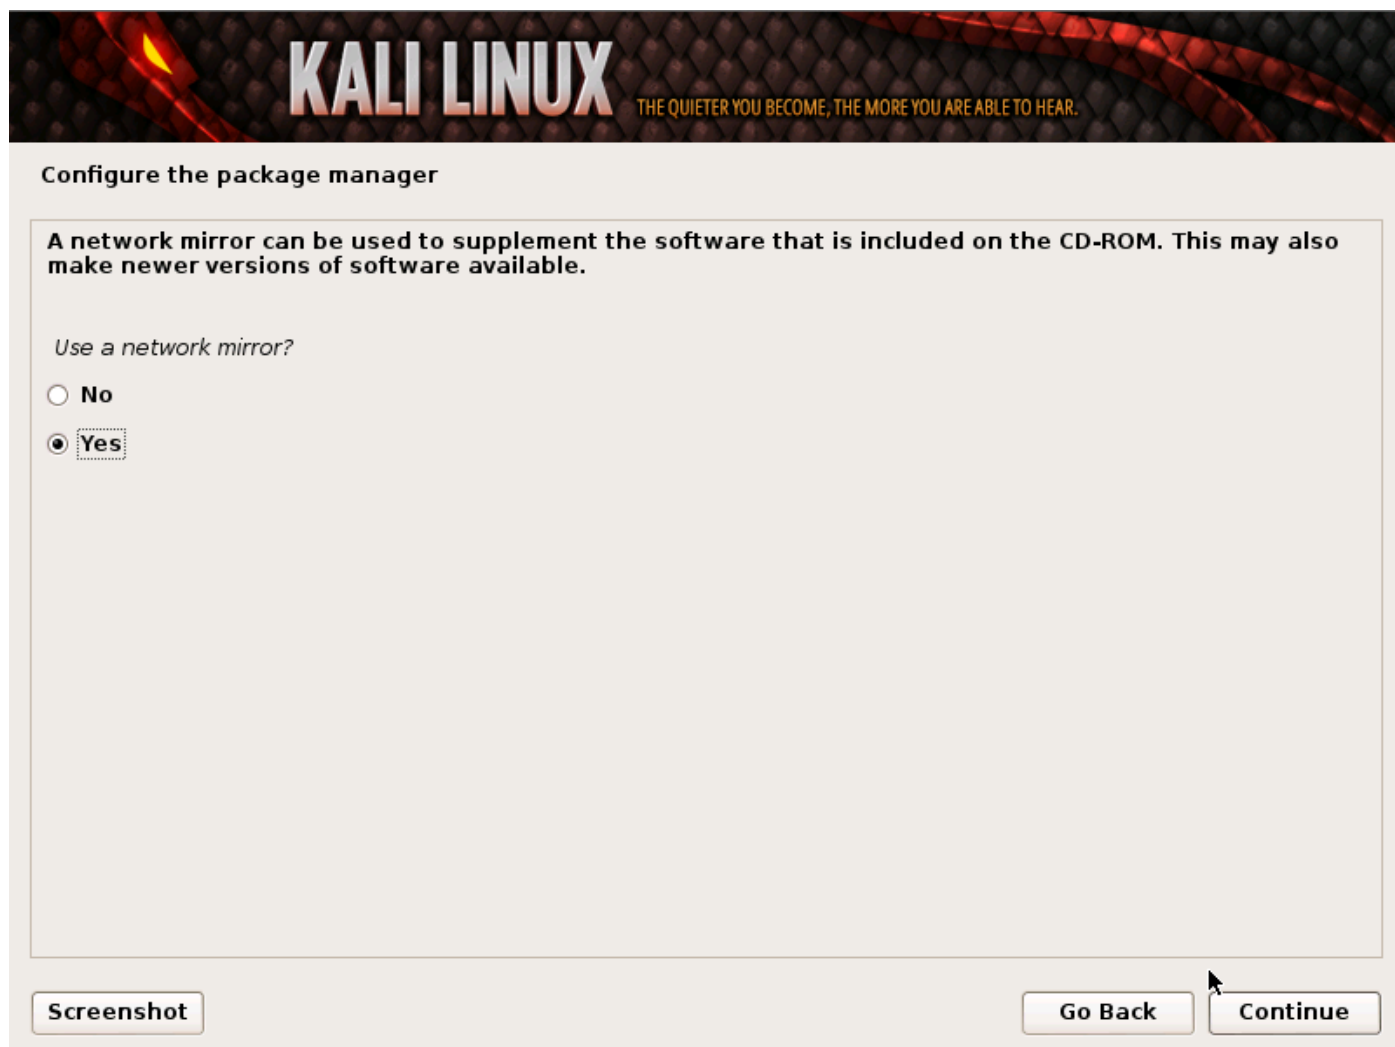 KALI LINUX
THE QUIETER YOU BECOME, THE MORE YOU ARE ABLE TO HEAR.
Configure the package manager
A network mirror can be used to supplement the software that is included on the CD-ROM. This may also
make newer versions of software available.
Use a network mirror?
No
Yes
Screenshot
Go Back
Continue